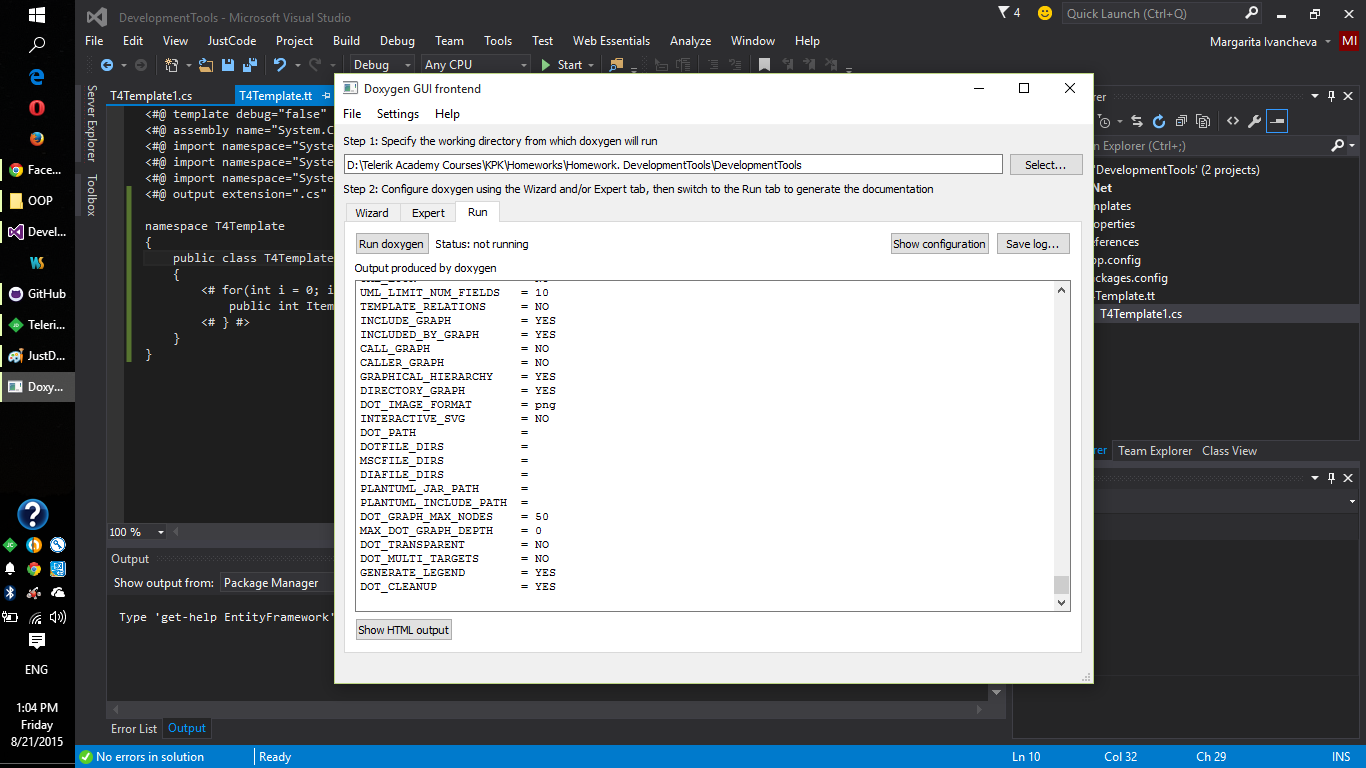 DevelopmentTools - Microsoft Visual Studio
4
Quick Launch (Ctrl+Q)
File Edit View JustCode Project Build Debug Team Tools Test Web Essentials Analyze Window Help
Margarita Ivancheva
MI
Debug
Any CPU
Start
Server Explorer
Toolbox
T4Template1.cs
T4Template.tt
<#@ template debug="false"
<#@ assembly name="System.C
<#@ import namespace="Syste
<#@ import namespace="Syste
<#@ import namespace="Syste
<#@ output extension=".cs"
namespace T4Template
{
public class T4Template
{
<# for(int i = 0; i
public int Item
<# } #>
}
}
100 %
Output
Show output from:
Package Manager
Type 'get-help EntityFramework'
Error List
Output
Doxygen GUI frontend
File Settings Help
Step 1: Specify the working directory from which doxygen will run
D:\Telerik Academy Courses\KPK\Homeworks\Homework. DevelopmentTools\DevelopmentTools
Select...
Step 2: Configure doxygen using the Wizard and/or Expert tab, then switch to the Run tab to generate the documentation
Wizard Expert Run
Run doxygen
Status: not running
Show configuration
Save log...
Output produced by doxygen
UML_LIMIT_NUM_FIELDS = 10
TEMPLATE_RELATIONS = NO
INCLUDE_GRAPH = YES
INCLUDED_BY_GRAPH = YES
CALL_GRAPH = NO
CALLER_GRAPH = NO
GRAPHICAL_HIERARCHY = YES
DIRECTORY_GRAPH = YES
DOT_IMAGE_FORMAT = png
INTERACTIVE_SVG = NO
DOT_PATH =
DOTFILE_DIRS =
MSCFILE_DIRS =
DIAFILE_DIRS =
PLANTUML_JAR_PATH =
PLANTUML_INCLUDE_PATH =
DOT_GRAPH_MAX_NODES = 50
MAX_DOT_GRAPH_DEPTH = 0
DOT_TRANSPARENT = NO
DOT_MULTI_TARGETS = NO
GENERATE_LEGEND = YES
DOT_CLEANUP = YES
Show HTML output
rer
n Explorer (Ctrl+;)
'DevelopmentTools' (2 projects)
Net
mplates
operties
eferences
pp.config
ackages.config
4Template.tt
T4Template1.cs
rer
Team Explorer
Class View
Face...
OOP
Devel...
GitHub
Teleri...
JustD...
Doxy...
ENG
1:04 PM
Friday
8/21/2015
No errors in solution
Ready
Ln 10
Col 32
Ch 29
INS